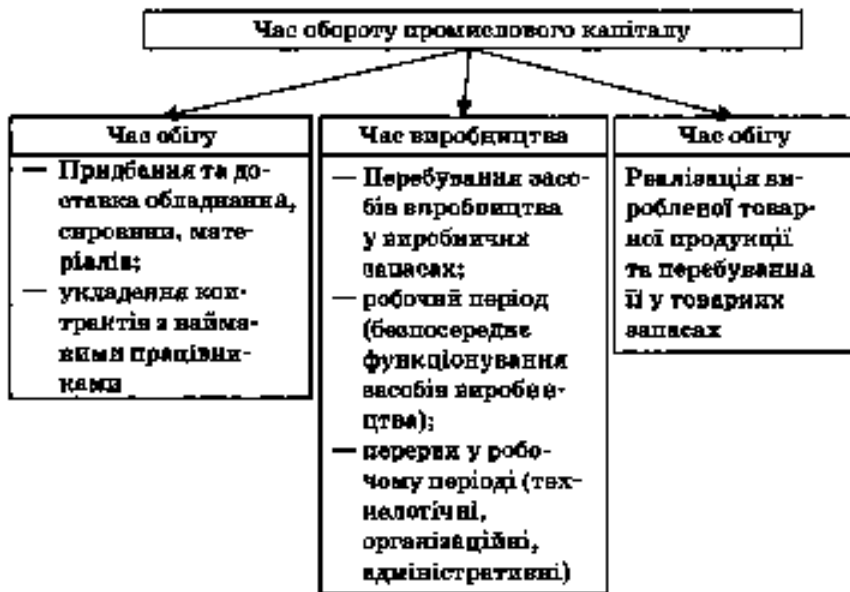 Час обороту промислового капіталу
Час обігу
— Придбання та до-
ставка обладнання,
сировини, мате-
ріалів;
— укладення кон-
трактів з найма-
ними працівни-
ками
Час виробництва
— Перебування засо-
бів виробництва
у виробничих
запасах;
— робочий період
(безпосереднє
функціонування
засобів виробни-
цтва);
— перерви у робо-
чому періоді (тех-
нологічні,
організаційні,
адміністративні)
Час обігу
Реалізація ви-
робленої товар-
ної продукції
та перебування
її у товарних
запасах